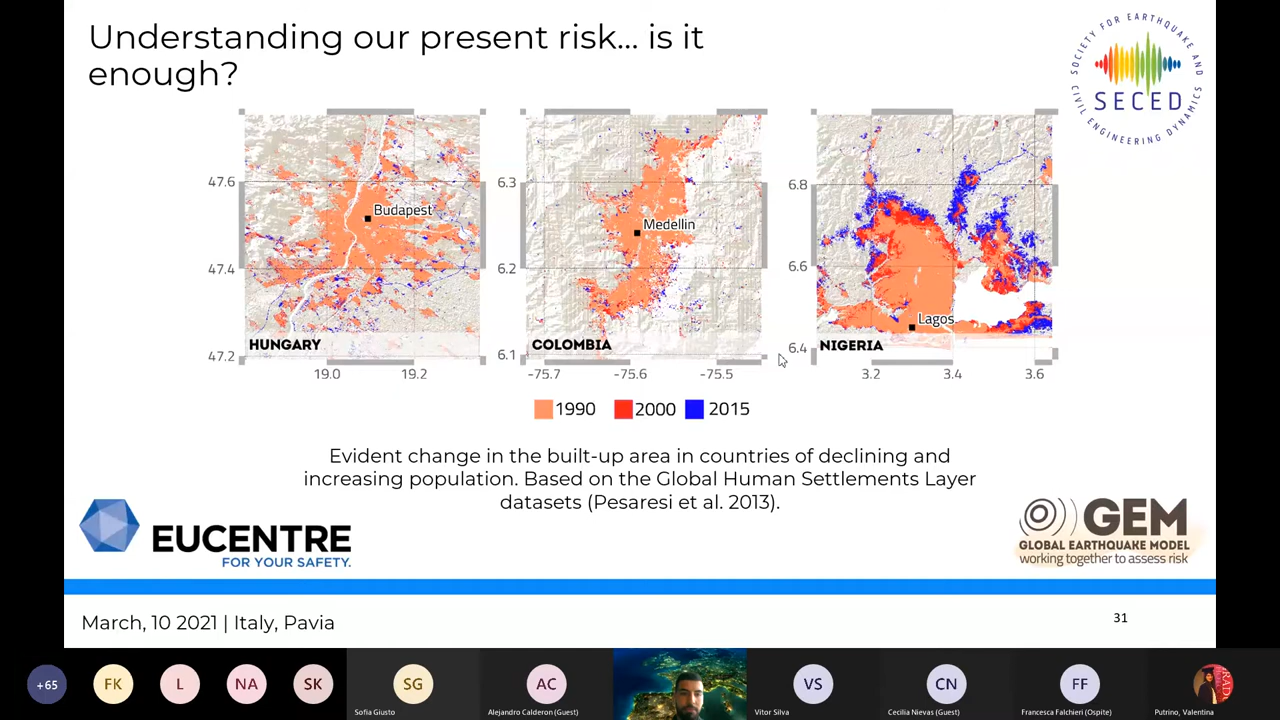 Understanding our present risk... is it
enough?
SOCIETY FOR EARTHQUAKE AND
CIVIL ENGINEERING DYNAMICS
SECED
47.6
47.4
47.2
19.0
19.2
Budapest
HUNGARY
6.3
6.2
6.1
-75.7
-75.6
-75.5
Medellin
COLOMBIA
6.8
6.6
6.4
3.2
3.4
3.6
Lagos
NIGERIA
1990 2000 2015
Evident change in the built-up area in countries of declining and
increasing population. Based on the Global Human Settlements Layer
datasets (Pesaresi et al. 2013).
EUCENTRE
FOR YOUR SAFETY.
GEM
GLOBAL EARTHQUAKE MODEL
working together to assess risk
March, 10 2021 | Italy, Pavia
31
+65
FK
L
NA
SK
SG
Sofia Giusto
AC
Alejandro Calderon (Guest)
VS
Vitor Silva
CN
Cecilia Nievas (Guest)
FF
Francesca Falchieri (Ospite)
Putrino, Valentina